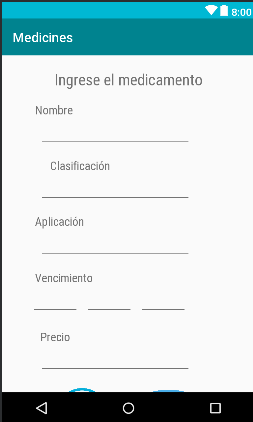 8:00
Medicines
Ingrese el medicamento
Nombre
Clasificación
Aplicación
Vencimiento
Precio